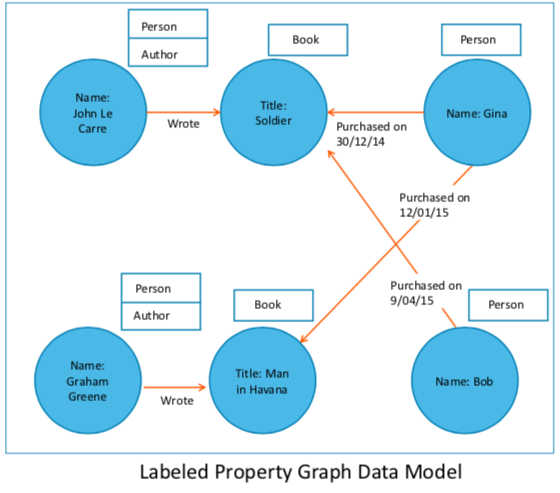 Person
Author
Book
Person
Name:
John Le
Carre
Wrote
Title:
Soldier
Purchased on
30/12/14
Name: Gina
Purchased on
12/01/15
Purchased on
9/04/15
Person
Author
Book
Person
Name:
Graham
Greene
Wrote
Title: Man
in Havana
Name: Bob
Labeled Property Graph Data Model